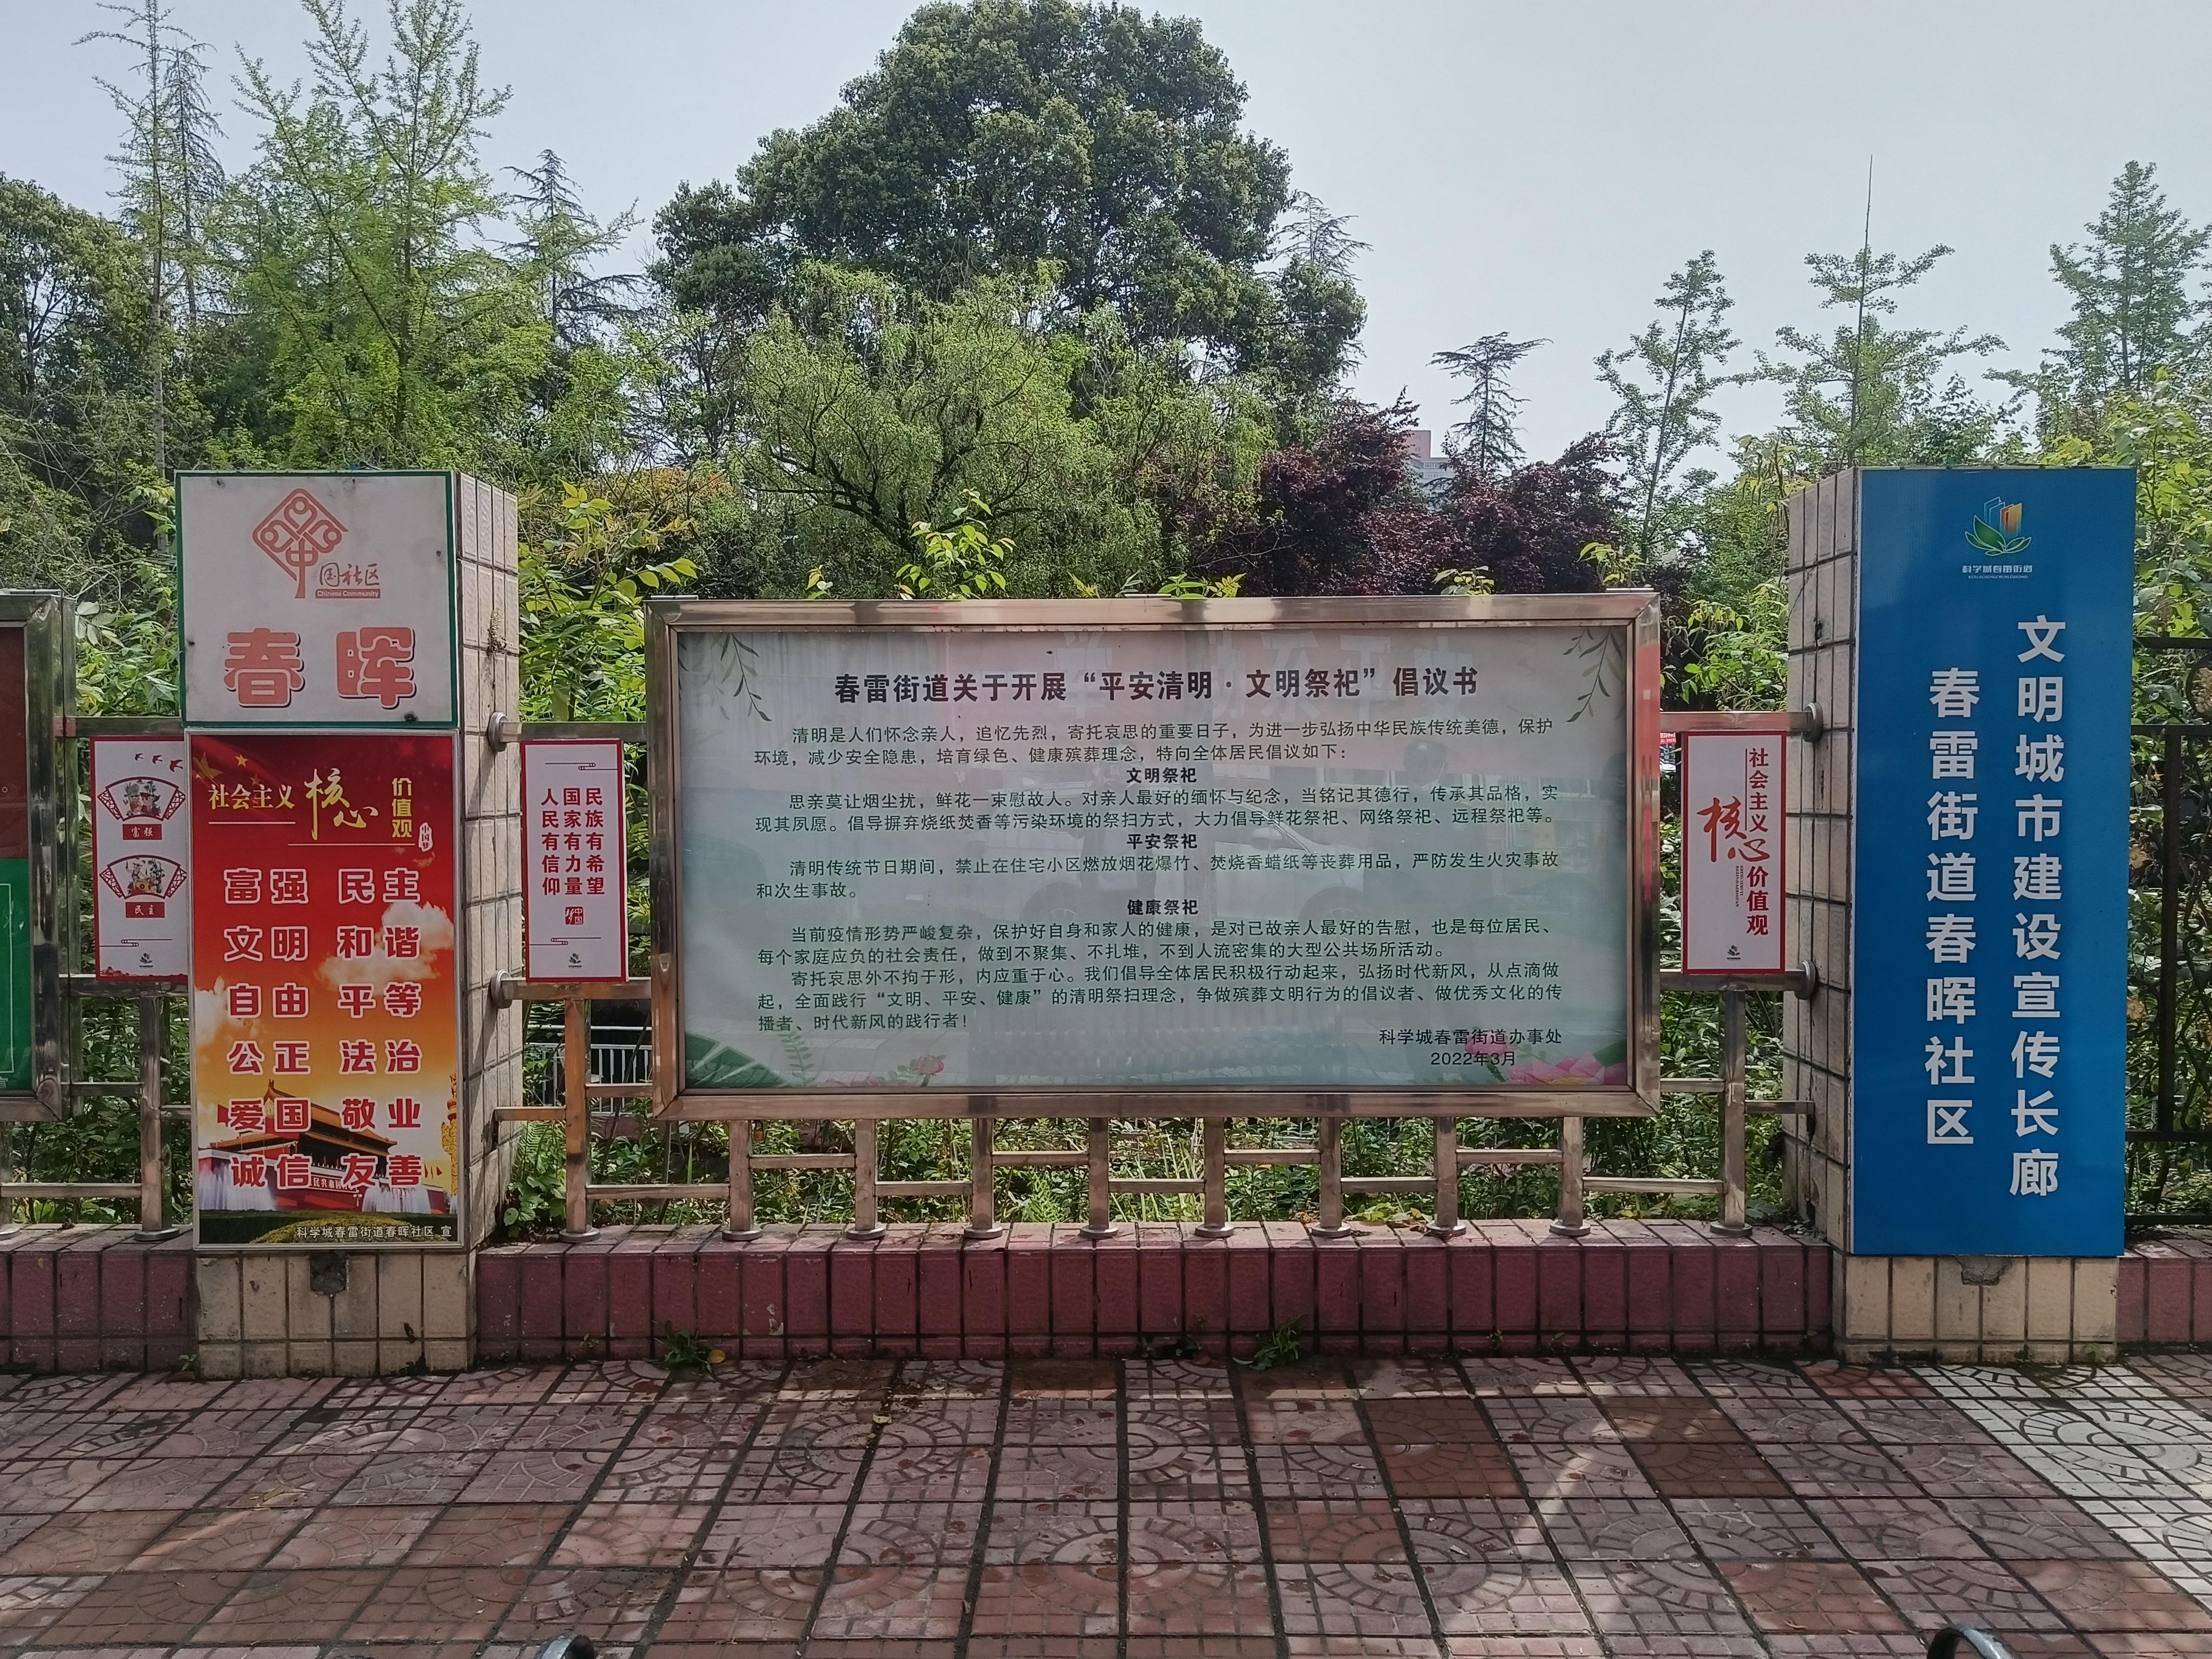 中国社区
Chinese Community
春晖
社会主义核心价值观
中国梦
富强 民主
文明 和谐
自由 平等
公正 法治
爱国 敬业
诚信 友善
科学城春雷街道春晖社区 宣
富强
民主
民族有希望
国家有力量
人民有信仰
中国
春雷街道关于开展“平安清明·文明祭祀”倡议书
清明是人们怀念亲人，追忆先烈，寄托哀思的重要日子，为进一步弘扬中华民族传统美德，保护
环境，减少安全隐患，培育绿色、健康殡葬理念，特向全体居民倡议如下：
文明祭祀
思亲莫让烟尘扰，鲜花一束慰故人。对亲人最好的缅怀与纪念，当铭记其德行，传承其品格，实
现其夙愿。倡导摒弃烧纸焚香等污染环境的祭扫方式，大力倡导鲜花祭祀、网络祭祀、远程祭祀等。
平安祭祀
清明传统节日期间，禁止在住宅小区燃放烟花爆竹、焚烧香蜡纸等丧葬用品，严防发生火灾事故
和次生事故。
健康祭祀
当前疫情形势严峻复杂，保护好自身和家人的健康，是对已故亲人最好的告慰，也是每位居民、
每个家庭应负的社会责任，做到不聚集、不扎堆，不到人流密集的大型公共场所活动。
寄托哀思外不拘于形，内应重于心。我们倡导全体居民积极行动起来，弘扬时代新风，从点滴做
起，全面践行“文明、平安、健康”的清明祭扫理念，争做殡葬文明行为的倡议者、做优秀文化的传
播者、时代新风的践行者！
科学城春雷街道办事处
2022年3月
社会主义核心价值观
科学城春雷街道
文明城市建设宣传长廊
春雷街道春晖社区